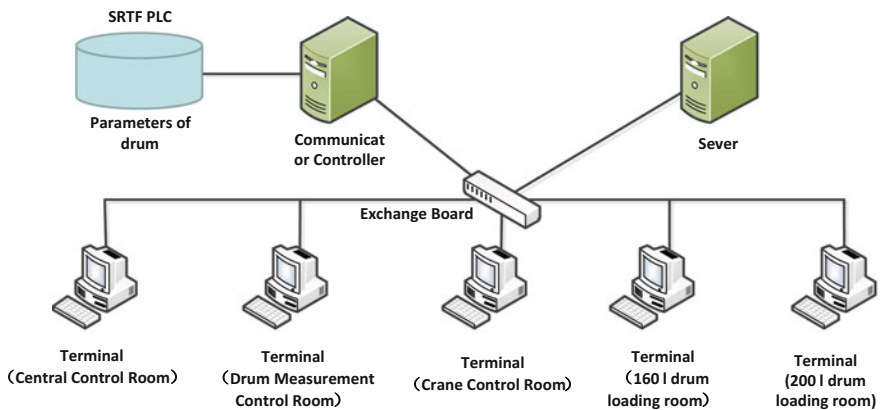 SRTF PLC
Parameters of
drum
Communicat
or Controller
Sever
Exchange Board
Terminal
（Central Control Room）
Terminal
（Drum Measurement
Control Room）
Terminal
（Crane Control Room）
Terminal
（160 l drum
loading room）
Terminal
(200 l drum
loading room)